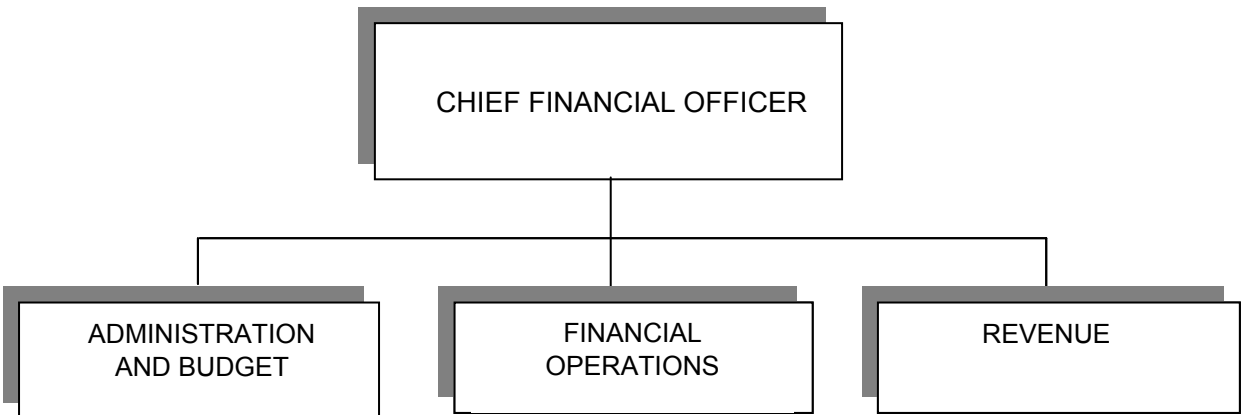 CHIEF FINANCIAL OFFICER
ADMINISTRATION
AND BUDGET
FINANCIAL
OPERATIONS
REVENUE